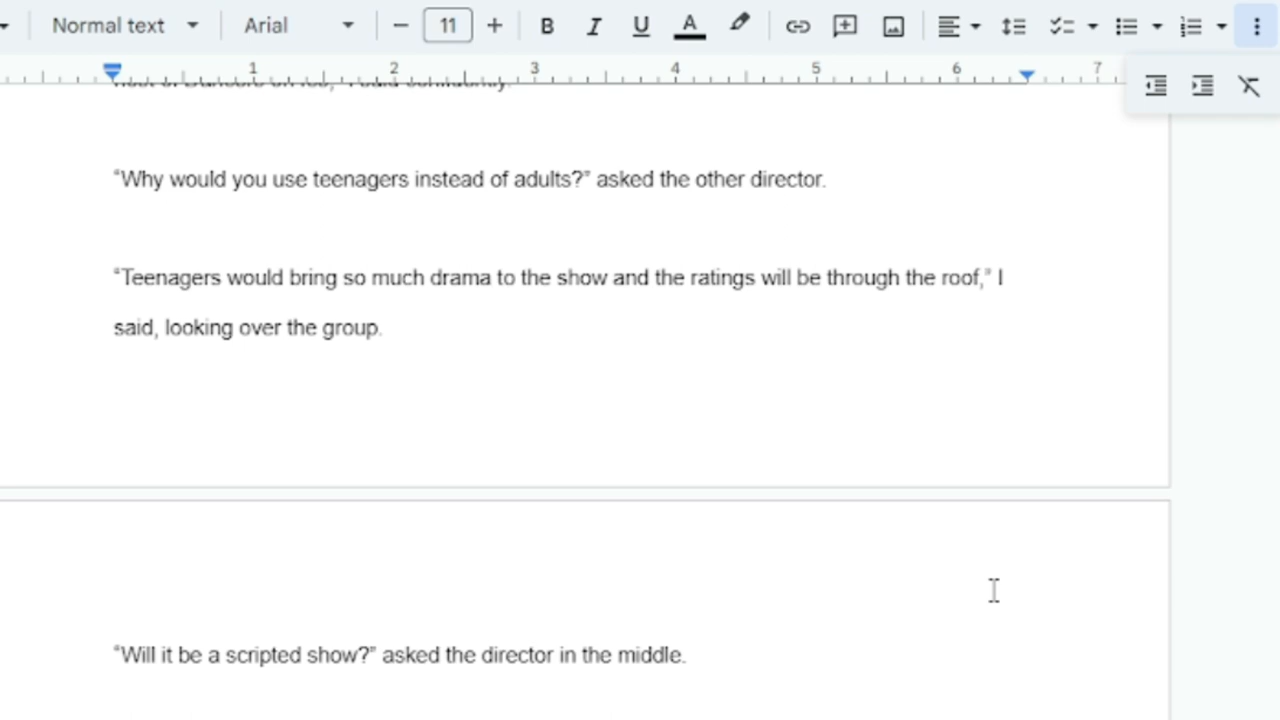 Normal text Arial 11
1 2 3 4 5 6 7
“Why would you use teenagers instead of adults?” asked the other director.
“Teenagers would bring so much drama to the show and the ratings will be through the roof,” I
said, looking over the group.
“Will it be a scripted show?” asked the director in the middle.